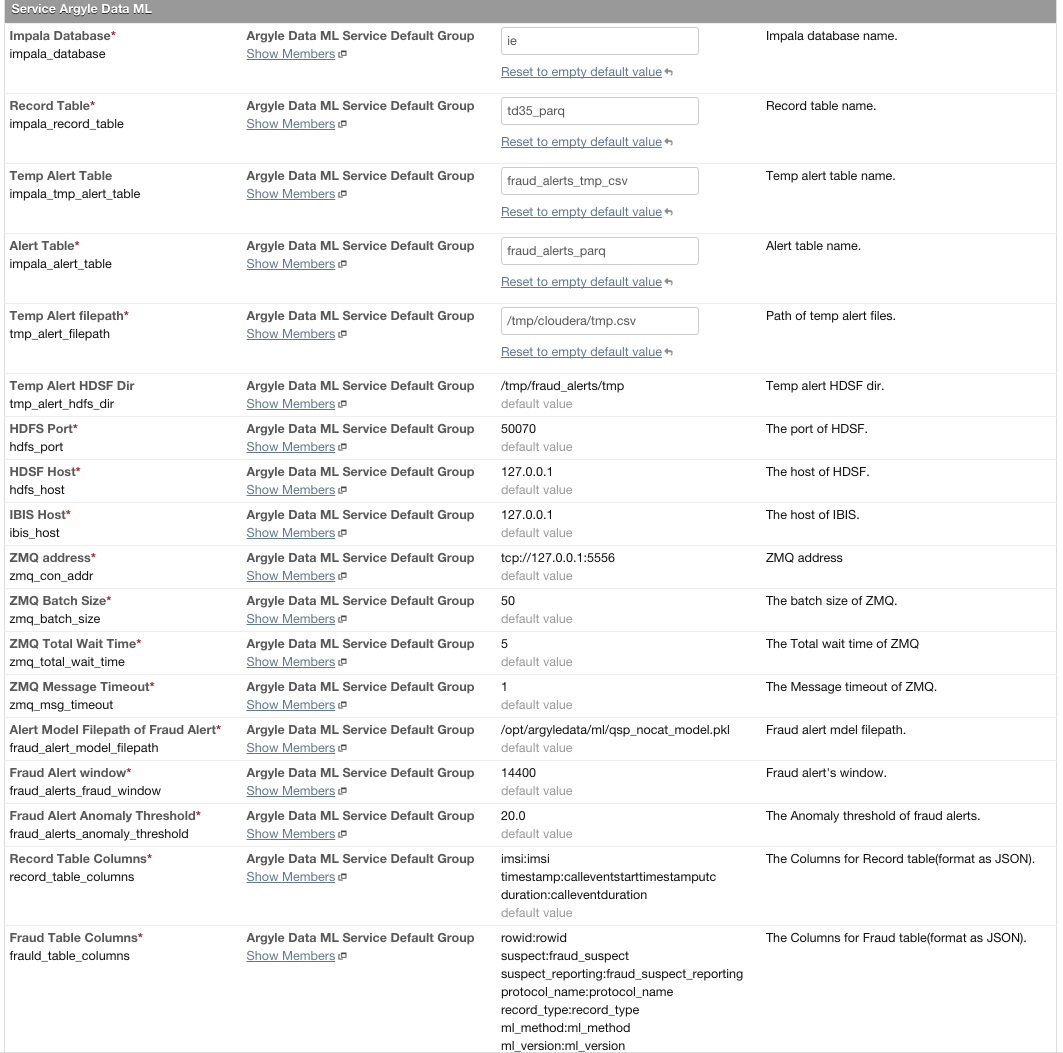 Service Argyle Data ML
Impala Database* Argyle Data ML Service Default Group ie Impala database name.
impala_database Show Members
Reset to empty default value
Record Table* Argyle Data ML Service Default Group td35_parq Record table name.
impala_record_table Show Members
Reset to empty default value
Temp Alert Table Argyle Data ML Service Default Group fraud_alerts_tmp_csv Temp alert table name.
impala_tmp_alert_table Show Members
Reset to empty default value
Alert Table* Argyle Data ML Service Default Group fraud_alerts_parq Alert table name.
impala_alert_table Show Members
Reset to empty default value
Temp Alert filepath* Argyle Data ML Service Default Group /tmp/cloudera/tmp.csv Path of temp alert files.
tmp_alert_filepath Show Members
Reset to empty default value
Temp Alert HDSF Dir Argyle Data ML Service Default Group /tmp/fraud_alerts/tmp Temp alert HDSF dir.
tmp_alert_hdfs_dir Show Members default value
HDFS Port* Argyle Data ML Service Default Group 50070 The port of HDSF.
hdfs_port Show Members default value
HDSF Host* Argyle Data ML Service Default Group 127.0.0.1 The host of HDSF.
hdfs_host Show Members default value
IBIS Host* Argyle Data ML Service Default Group 127.0.0.1 The host of IBIS.
ibis_host Show Members default value
ZMQ address* Argyle Data ML Service Default Group tcp://127.0.0.1:5556 ZMQ address
zmq_con_addr Show Members default value
ZMQ Batch Size* Argyle Data ML Service Default Group 50 The batch size of ZMQ.
zmq_batch_size Show Members default value
ZMQ Total Wait Time* Argyle Data ML Service Default Group 5 The Total wait time of ZMQ
zmq_total_wait_time Show Members default value
ZMQ Message Timeout* Argyle Data ML Service Default Group 1 The Message timeout of ZMQ.
zmq_msg_timeout Show Members default value
Alert Model Filepath of Fraud Alert* Argyle Data ML Service Default Group /opt/argyledata/ml/qsp_nocat_model.pkl Fraud alert mdel filepath.
fraud_alert_model_filepath Show Members default value
Fraud Alert window* Argyle Data ML Service Default Group 14400 Fraud alert's window.
fraud_alerts_fraud_window Show Members default value
Fraud Alert Anomaly Threshold* Argyle Data ML Service Default Group 20.0 The Anomaly threshold of fraud alerts.
fraud_alerts_anomaly_threshold Show Members default value
Record Table Columns* Argyle Data ML Service Default Group imsi:imsi The Columns for Record table(format as JSON).
record_table_columns Show Members timestamp:calleventstarttimestamputc
duration:calleventduration
default value
Fraud Table Columns* Argyle Data ML Service Default Group rowid:rowid The Columns for Fraud table(format as JSON).
frauld_table_columns Show Members suspect:fraud_suspect
suspect_reporting:fraud_suspect_reporting
protocol_name:protocol_name
record_type:record_type
ml_method:ml_method
ml_version:ml_version